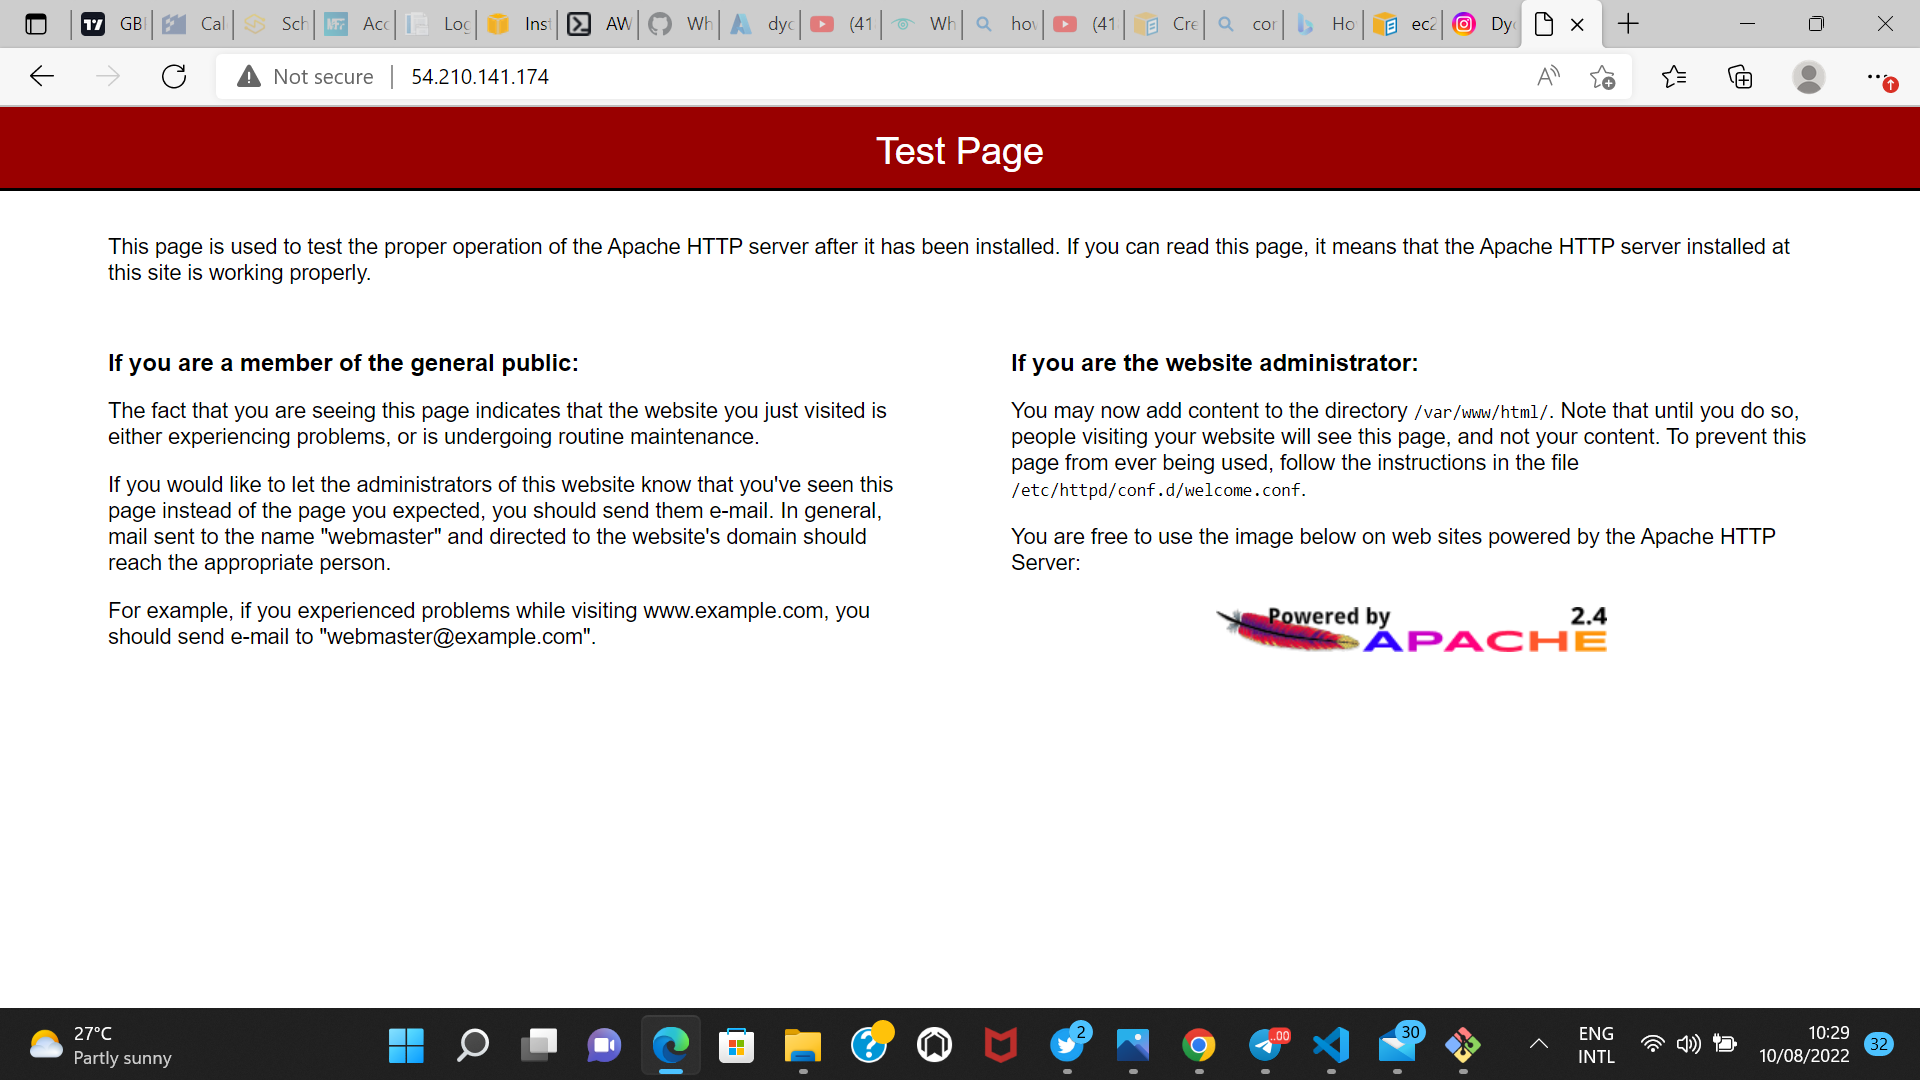 GB
Cal
Sch
Acc
Log
Inst
AW
Wh
dyc
(41
Wh
hov
(41
Cre
cor
Ho
ec2
Dyc
Not secure
54.210.141.174
Test Page
This page is used to test the proper operation of the Apache HTTP server after it has been installed. If you can read this page, it means that the Apache HTTP server installed at
this site is working properly.
If you are a member of the general public:
The fact that you are seeing this page indicates that the website you just visited is
either experiencing problems, or is undergoing routine maintenance.
If you would like to let the administrators of this website know that you've seen this
page instead of the page you expected, you should send them e-mail. In general,
mail sent to the name "webmaster" and directed to the website's domain should
reach the appropriate person.
For example, if you experienced problems while visiting www.example.com, you
should send e-mail to "webmaster@example.com".
If you are the website administrator:
You may now add content to the directory /var/www/html/. Note that until you do so,
people visiting your website will see this page, and not your content. To prevent this
page from ever being used, follow the instructions in the file
/etc/httpd/conf.d/welcome.conf.
You are free to use the image below on web sites powered by the Apache HTTP
Server:
Powered by 2.4
APACHE
27°C
Partly sunny
2
.00
30
ENG
INTL
10:29
10/08/2022
32